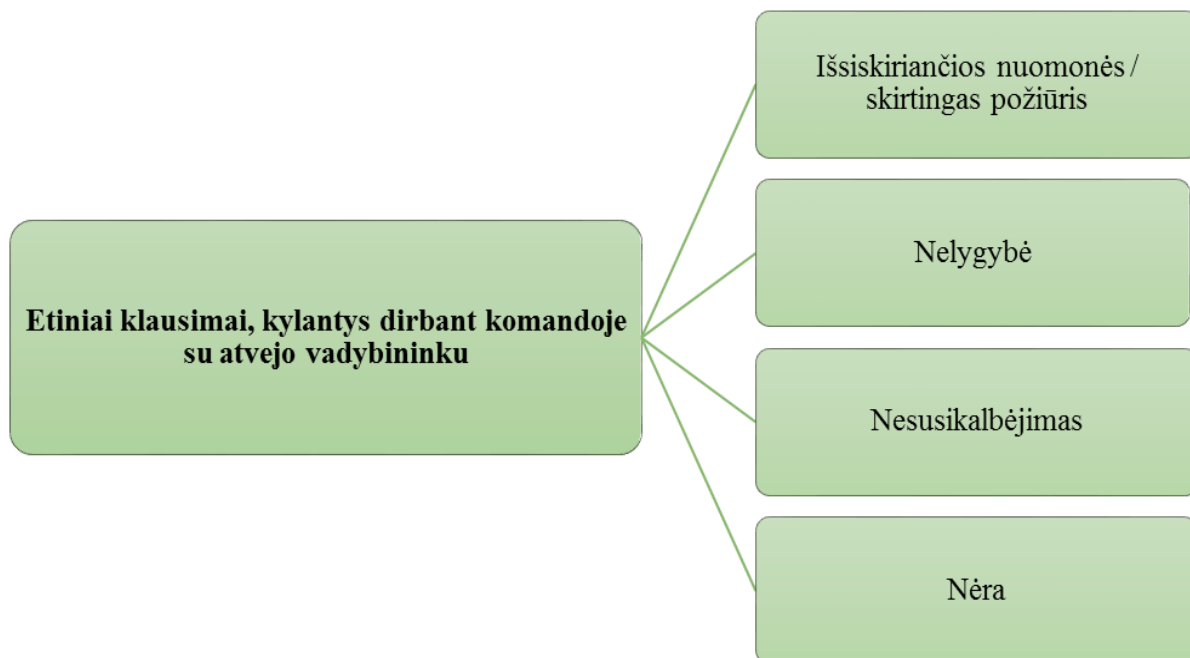 Išsiskiriančios nuomonės /
skirtingas požiūris
Nelygybė
Etiniai klausimai, kylantys dirbant komandoje
su atvejo vadybininku
Nesusikalbėjimas
Nėra